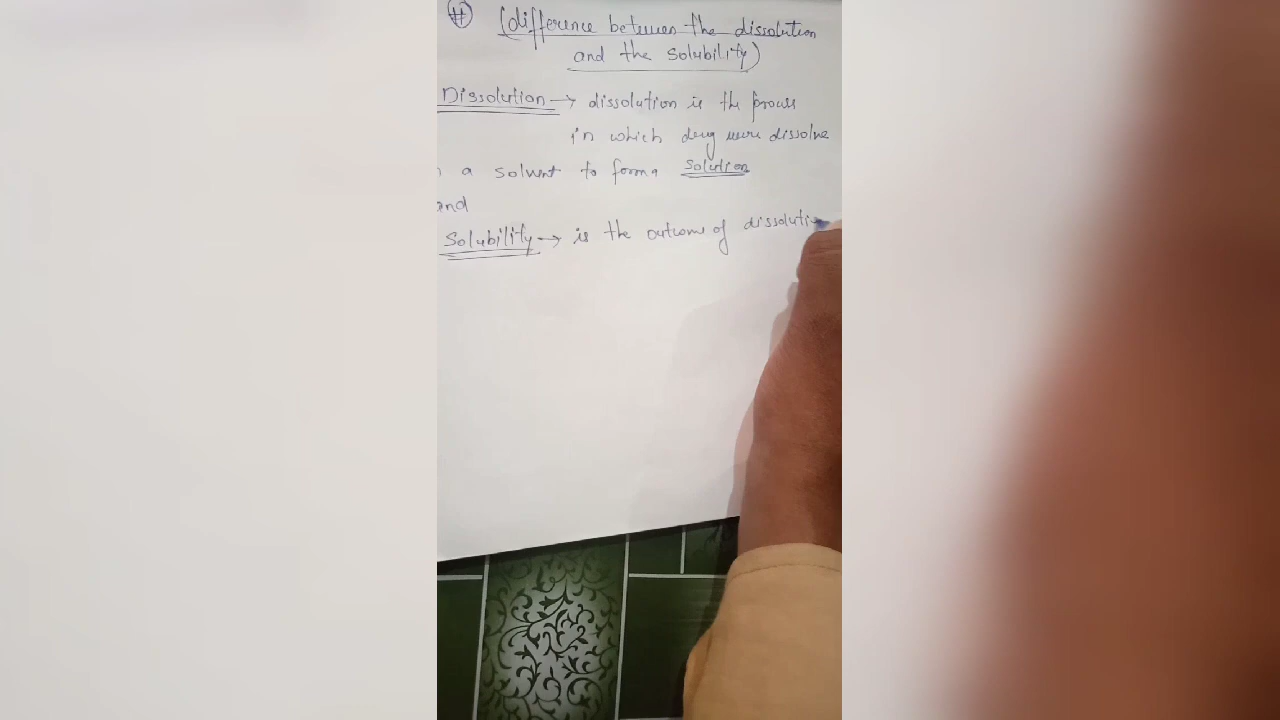 # (difference between the dissolution
and the solubility)
Dissolution → dissolution is the process
in which drug were dissolve
a solvent to form a solution
and
Solubility → is the outcome of dissolution